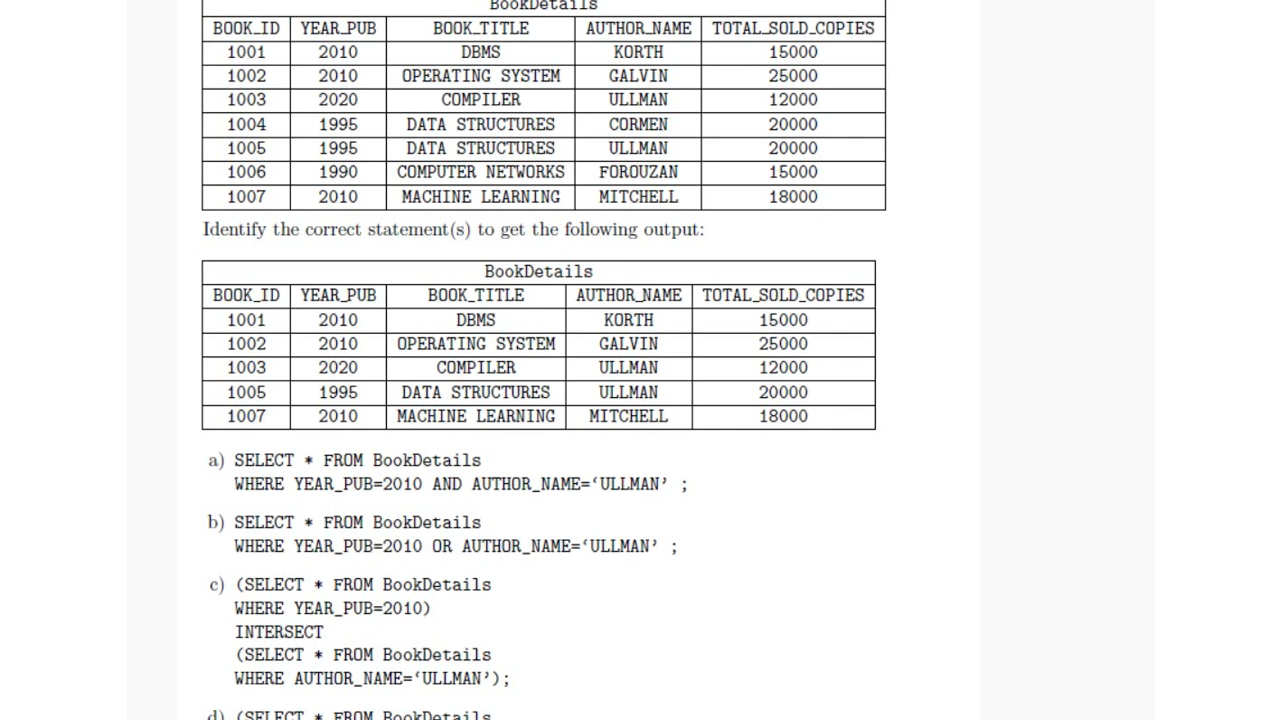 BookDetails
BOOK_ID YEAR_PUB BOOK_TITLE AUTHOR_NAME TOTAL_SOLD_COPIES
1001 2010 DBMS KORTH 15000
1002 2010 OPERATING SYSTEM GALVIN 25000
1003 2020 COMPILER ULLMAN 12000
1004 1995 DATA STRUCTURES CORMEN 20000
1005 1995 DATA STRUCTURES ULLMAN 20000
1006 1990 COMPUTER NETWORKS FOROUZAN 15000
1007 2010 MACHINE LEARNING MITCHELL 18000
Identify the correct statement(s) to get the following output:
BookDetails
BOOK_ID YEAR_PUB BOOK_TITLE AUTHOR_NAME TOTAL_SOLD_COPIES
1001 2010 DBMS KORTH 15000
1002 2010 OPERATING SYSTEM GALVIN 25000
1003 2020 COMPILER ULLMAN 12000
1005 1995 DATA STRUCTURES ULLMAN 20000
1007 2010 MACHINE LEARNING MITCHELL 18000
a) SELECT * FROM BookDetails
WHERE YEAR_PUB=2010 AND AUTHOR_NAME=‘ULLMAN’ ;
b) SELECT * FROM BookDetails
WHERE YEAR_PUB=2010 OR AUTHOR_NAME=‘ULLMAN’ ;
c) (SELECT * FROM BookDetails
WHERE YEAR_PUB=2010)
INTERSECT
(SELECT * FROM BookDetails
WHERE AUTHOR_NAME=‘ULLMAN’);
d) (SELECT * FROM BookDetails